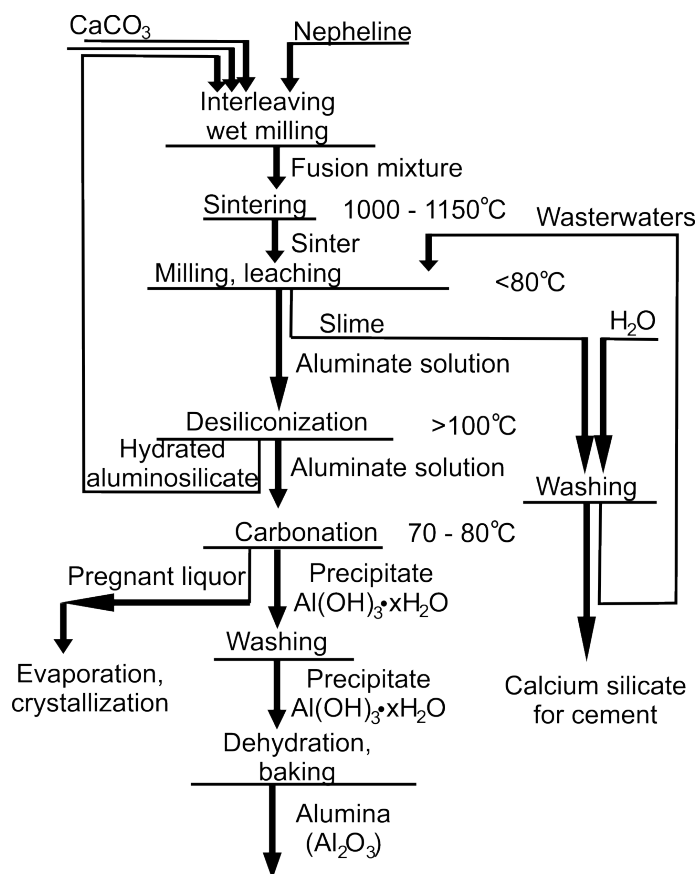 CaCO₃
Nepheline
Interleaving
wet milling
Fusion mixture
Sintering
1000 - 1150°C
Wasterwaters
Sinter
Milling, leaching
<80°C
Slime
H₂O
Aluminate solution
Desiliconization
>100°C
Hydrated
aluminosilicate
Aluminate solution
Washing
Carbonation
70 - 80°C
Pregnant liquor
Precipitate
Al(OH)₃•xH₂O
Washing
Evaporation,
crystallization
Precipitate
Al(OH)₃•xH₂O
Calcium silicate
for cement
Dehydration,
baking
Alumina
(Al₂O₃)